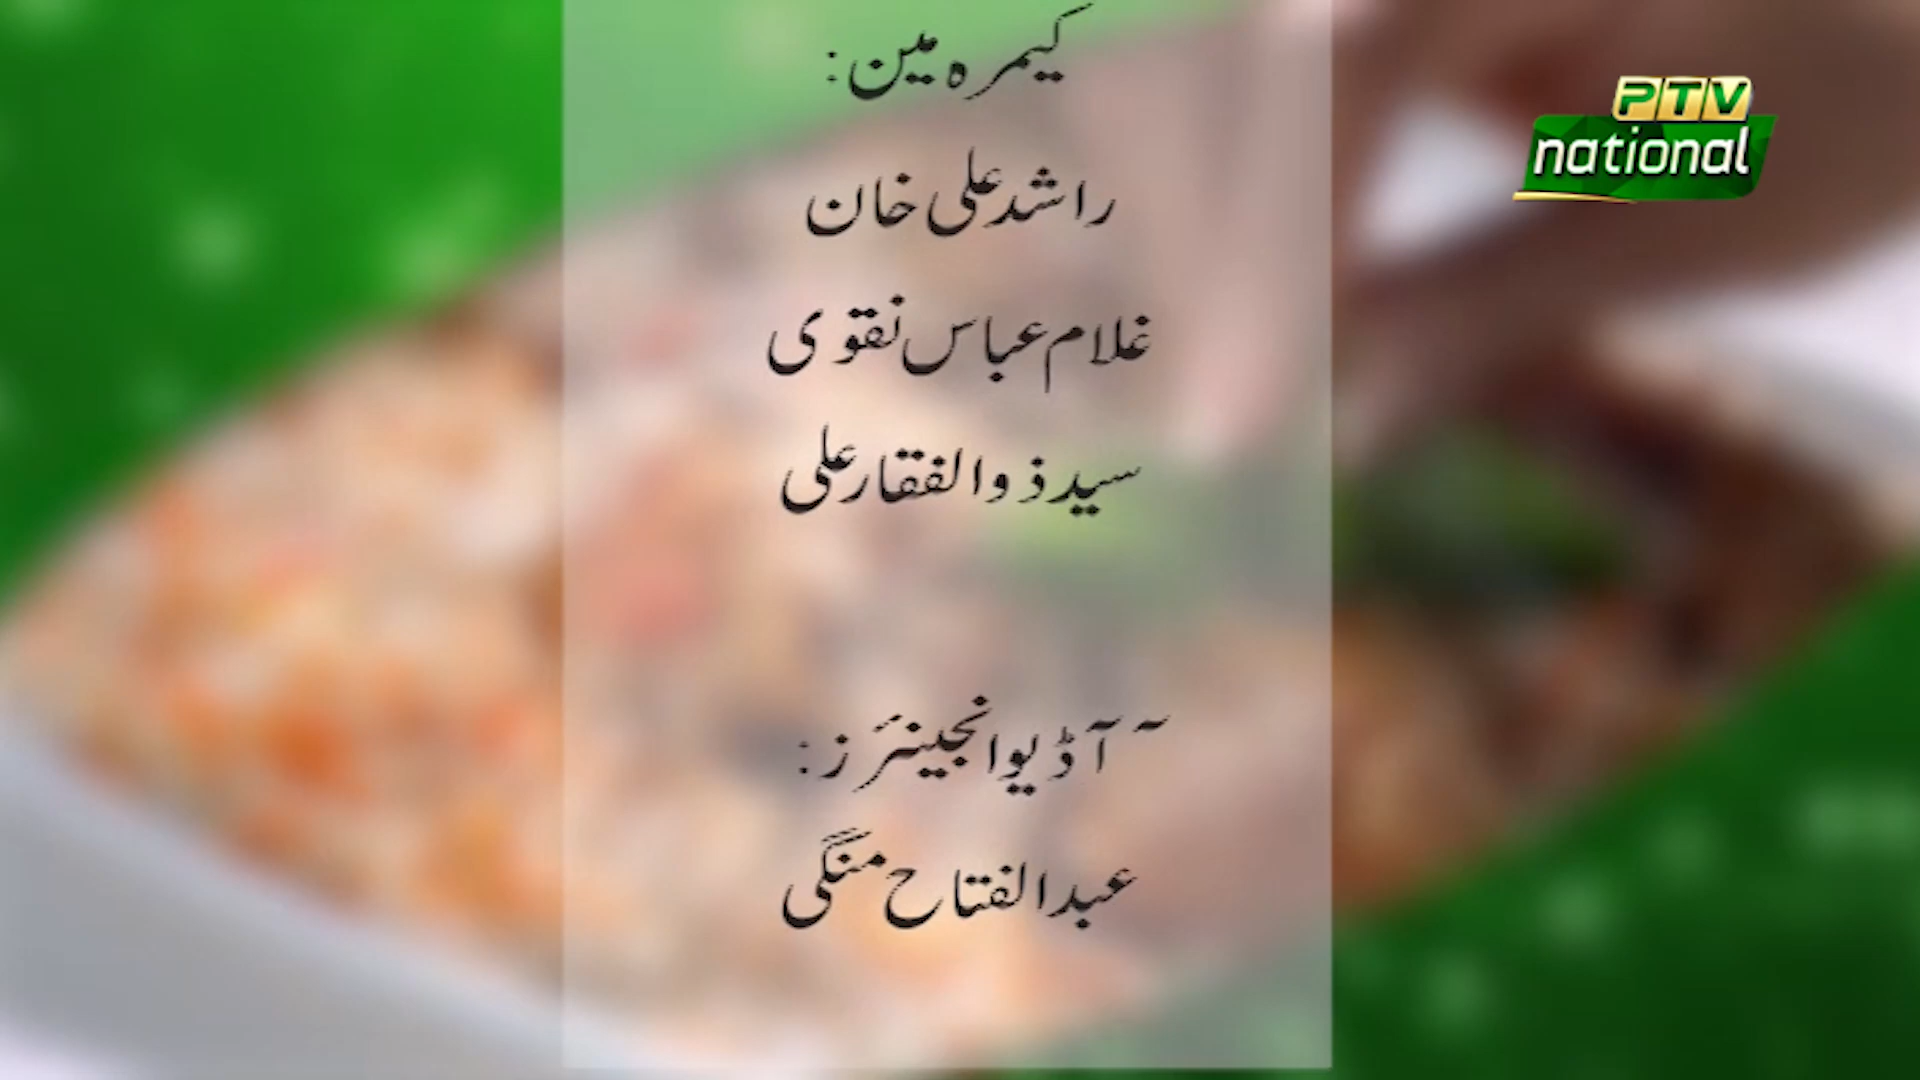 کیمرہ مین:
راشد علی خان
غلام عباس نقوی
سید ذوالفقار علی
آ آڈیو انجینئرز:
عبدالفتاح منگی
PTV
national